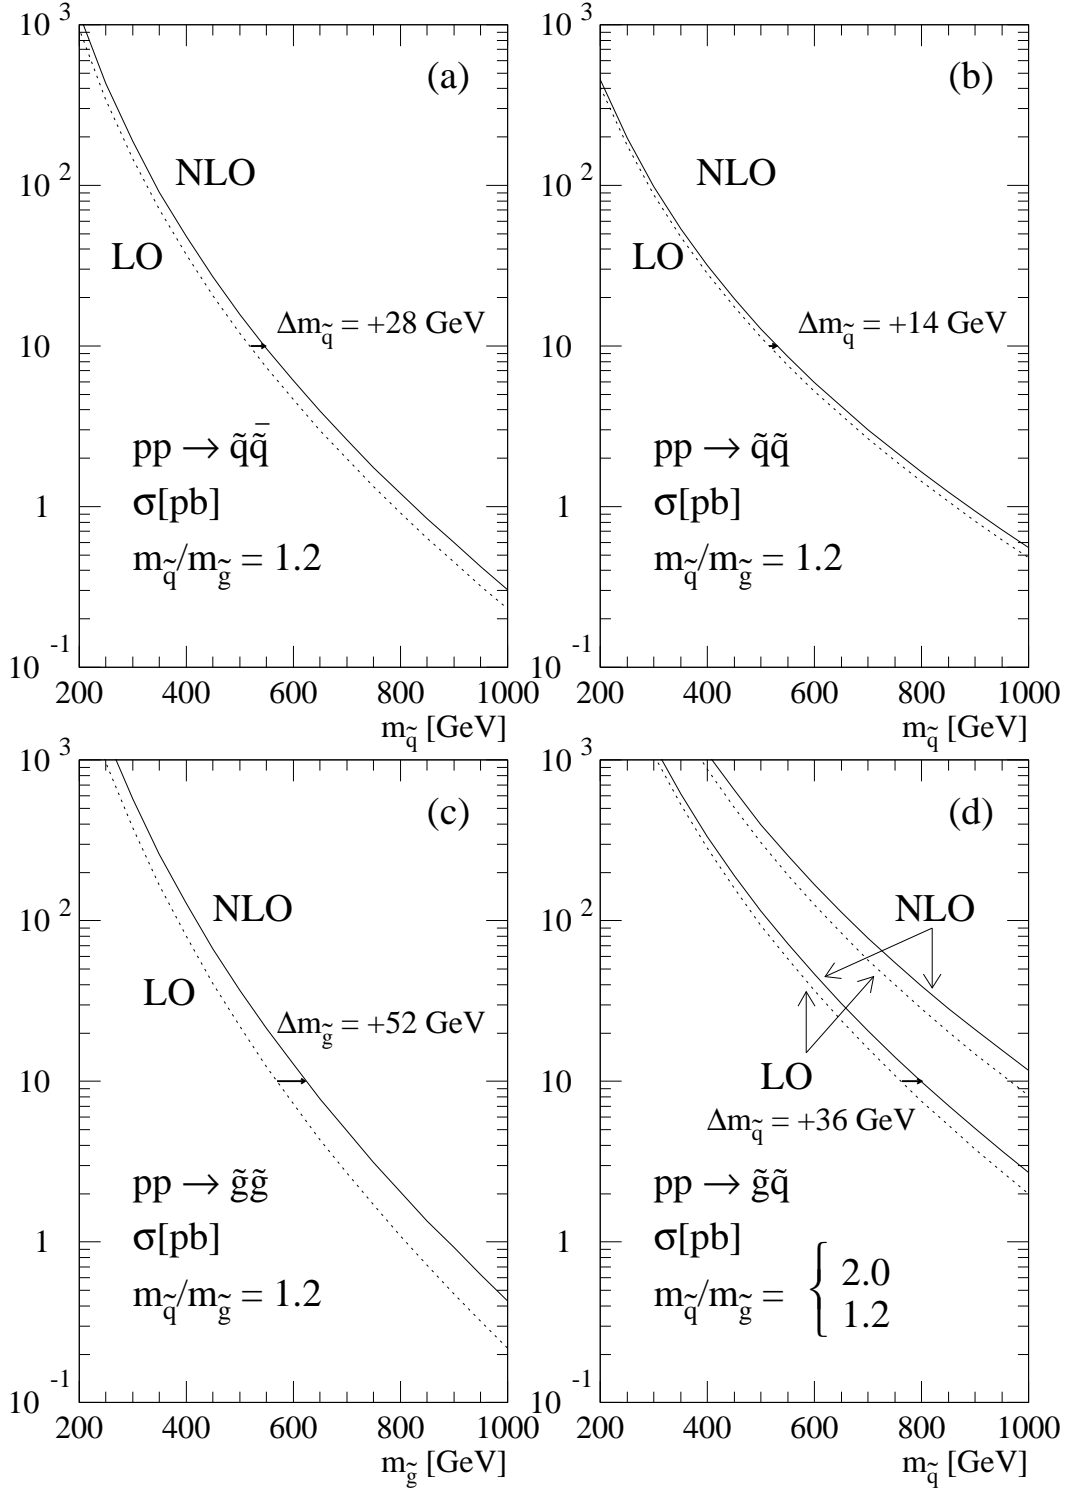 10³
(a)
NLO
10²
LO
Δm_q̃ = +28 GeV
10
pp → q̃q̃̄
σ[pb]
1
m_q̃/m_g̃ = 1.2
10⁻¹
200 400 600 800 1000
m_q̃ [GeV]
10³
(b)
NLO
10²
LO
Δm_q̃ = +14 GeV
10
pp → q̃q̃
σ[pb]
1
m_q̃/m_g̃ = 1.2
10⁻¹
200 400 600 800 1000
m_q̃ [GeV]
10³
(c)
NLO
10²
LO
Δm_g̃ = +52 GeV
10
pp → g̃g̃
σ[pb]
1
m_q̃/m_g̃ = 1.2
10⁻¹
200 400 600 800 1000
m_g̃ [GeV]
10³
(d)
NLO
10²
LO
10
Δm_q̃ = +36 GeV
pp → g̃q̃
σ[pb]
1
2.0
m_q̃/m_g̃ = {
1.2
10⁻¹
200 400 600 800 1000
m_q̃ [GeV]